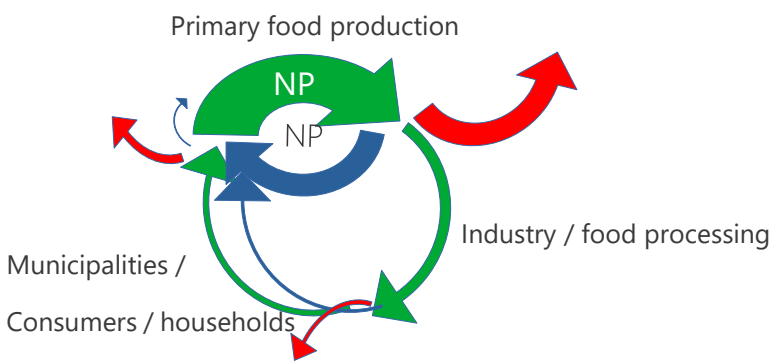 Primary food production
NP
NP
Industry / food processing
Municipalities /
Consumers / households